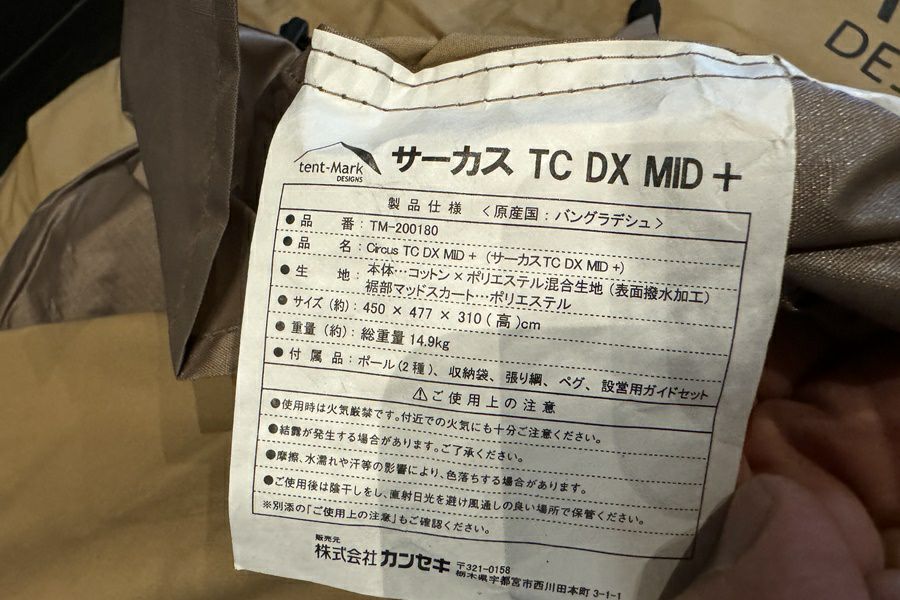 DE
tent-Mark
DESIGNS
サーカス TC DX MID +
製品仕様 <原産国:バングラデシュ>
●品番:TM-200180
●品名:Circus TC DX MID +(サーカスTC DX MID +)
●生地:本体…コットン×ポリエステル混合生地(表面撥水加工)
裾部マッドスカート…ポリエステル
●サイズ(約):450 × 477 × 310(高)cm
●重量(約):総重量 14.9kg
●付属品:ポール(2種)、収納袋、張り綱、ペグ、設営用ガイドセット
⚠ご使用上の注意
●使用時は火気厳禁です。付近での火気にも十分ご注意ください。
●結露が発生する場合があります。ご了承ください。
●摩擦、水濡れや汗等の影響により、色落ちする場合があります。
●ご使用後は陰干しをし、直射日光を避け風通しの良い場所で保管ください。
※別添の「ご使用上の注意」もご確認ください。
販売元
株式会社 カンセキ
〒321-0158
栃木県宇都宮市西川田本町 3-1-1